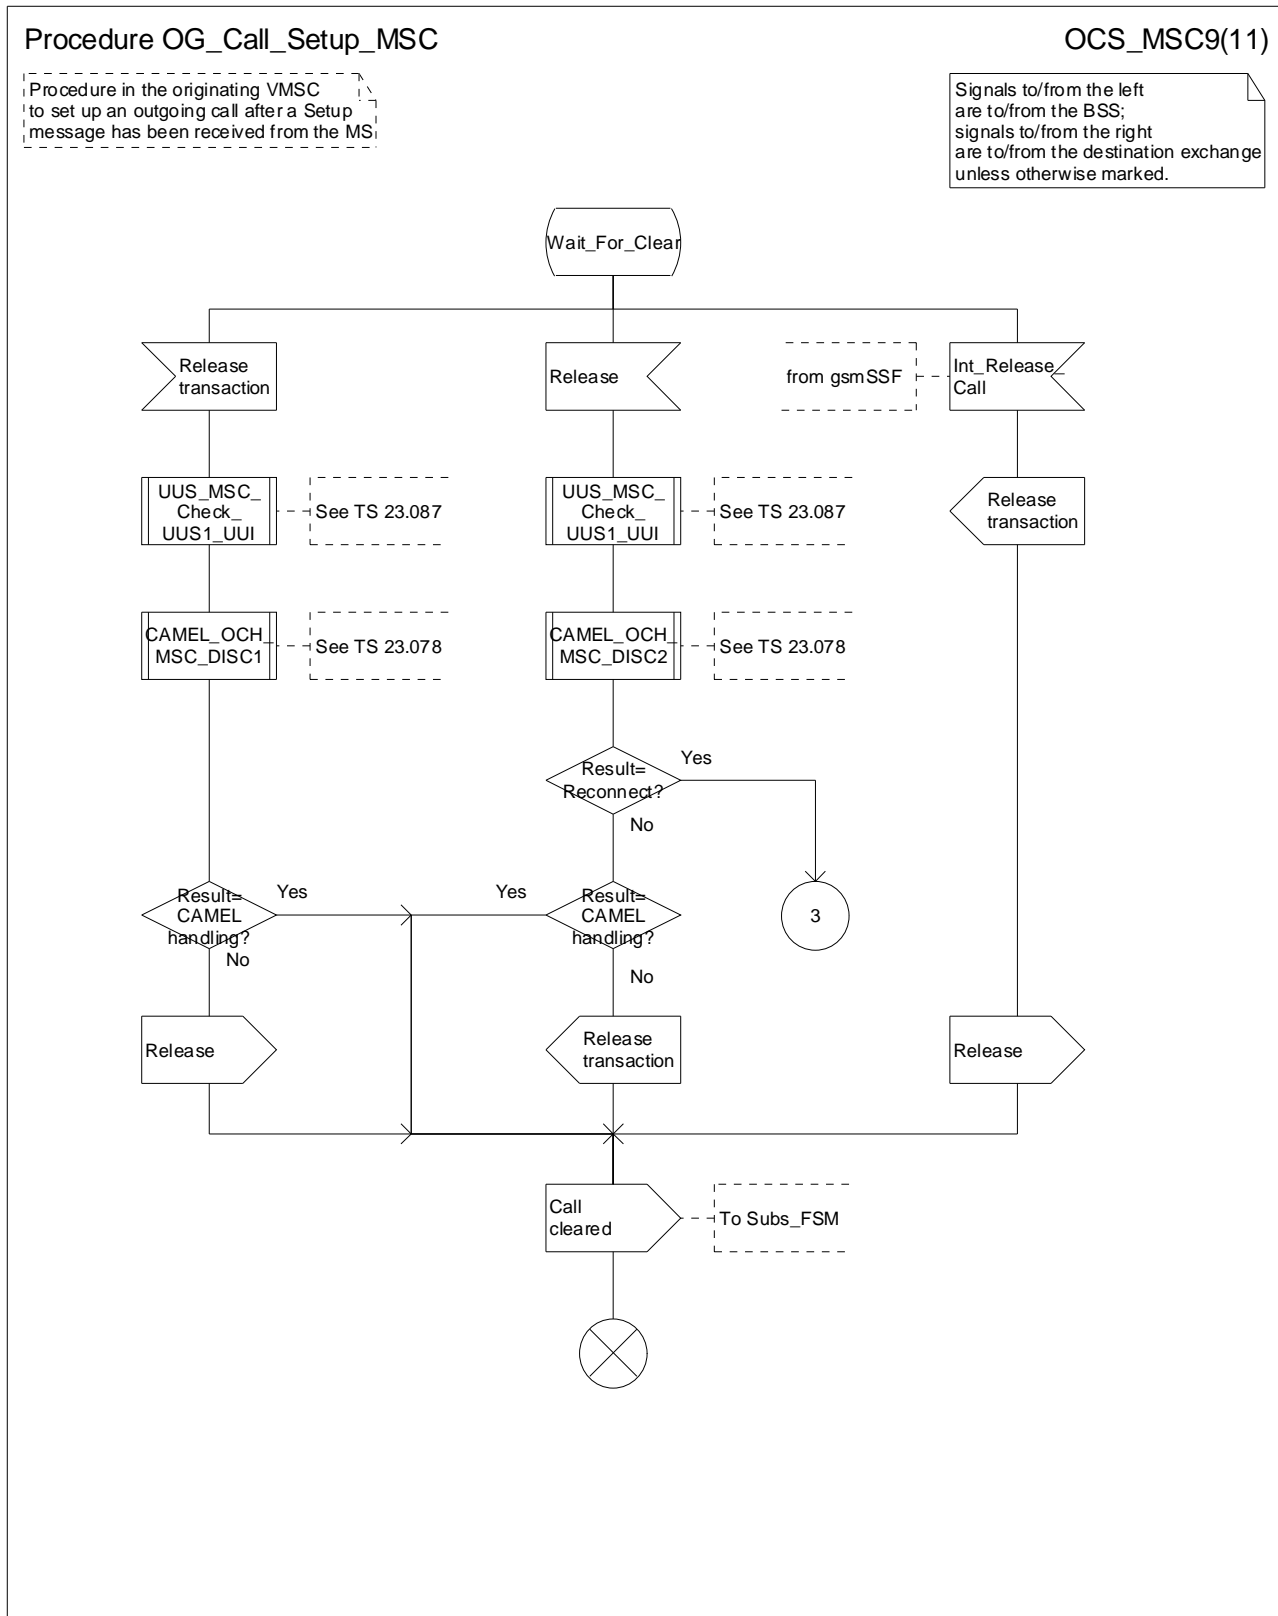 Procedure OG_Call_Setup_MSC
OCS_MSC9(11)
Procedure in the originating VMSC
to set up an outgoing call after a Setup
message has been received from the MS
Signals to/from the left
are to/from the BSS;
signals to/from the right
are to/from the destination exchange
unless otherwise marked.
Wait_For_Clear
Release
transaction
Release
from gsmSSF
Int_Release_
Call
UUS_MSC_
Check_
UUS1_UUI
See TS 23.087
UUS_MSC_
Check_
UUS1_UUI
See TS 23.087
Release
transaction
CAMEL_OCH_
MSC_DISC1
See TS 23.078
CAMEL_OCH_
MSC_DISC2
See TS 23.078
Result=
Reconnect?
Yes
No
Result=
CAMEL
handling?
Yes
No
Yes
Result=
CAMEL
handling?
No
3
Release
Release
transaction
Release
Call
cleared
To Subs_FSM